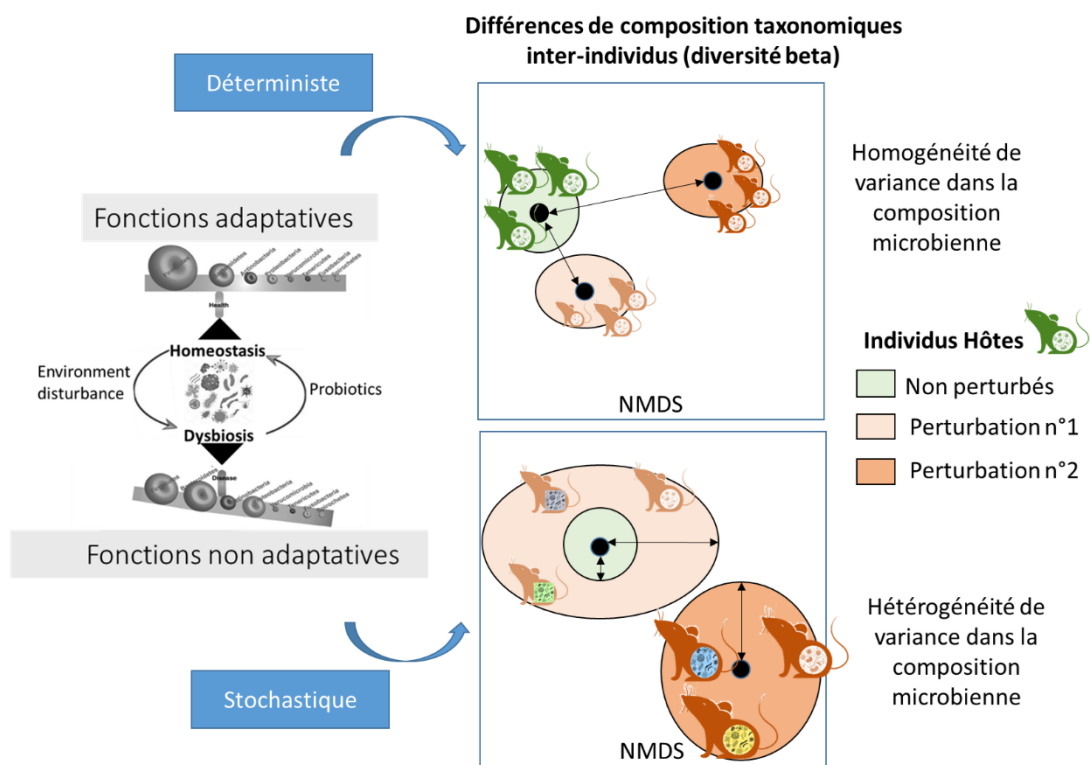 Différences de composition taxonomiques
inter-individus (diversité beta)
Déterministe
Fonctions adaptatives
Health
Homeostasis
Environment
disturbance
Probiotics
Dysbiosis
Disease
Fonctions non adaptatives
Stochastique
NMDS
Homogénéité de
variance dans la
composition
microbienne
Individus Hôtes
Non perturbés
Perturbation n°1
Perturbation n°2
NMDS
Hétérogénéité de
variance dans la
composition
microbienne